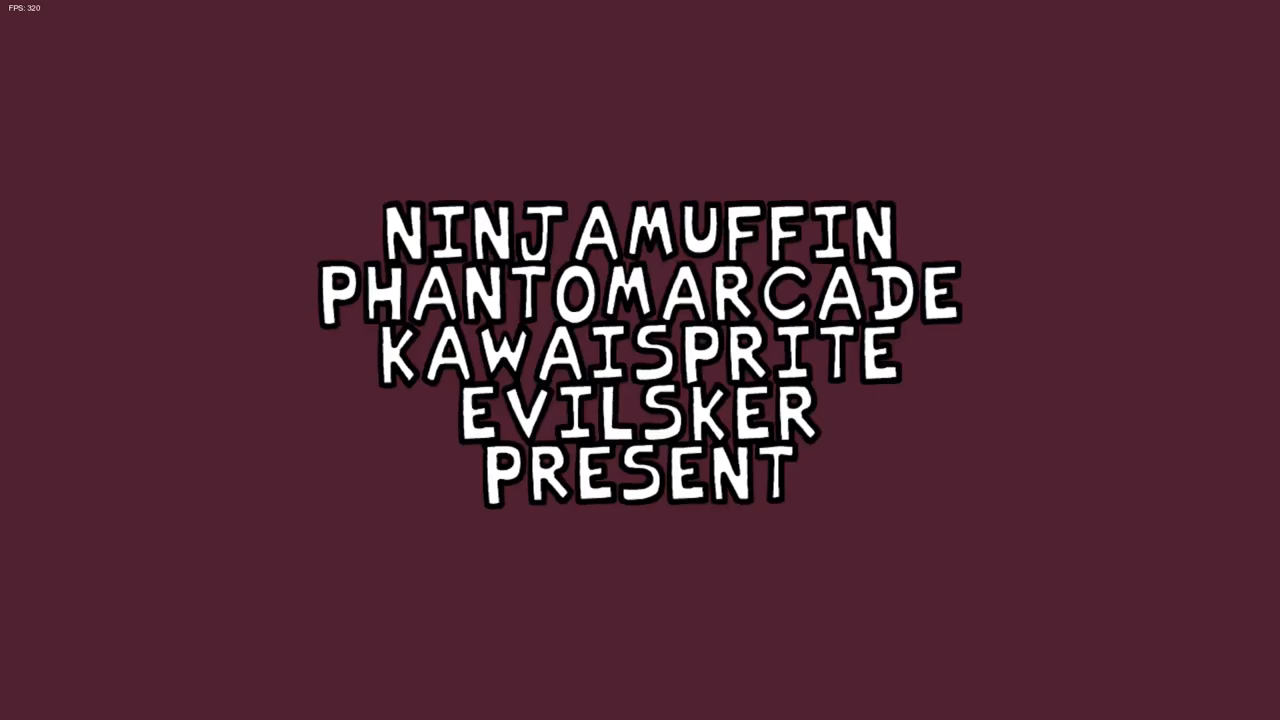 FPS: 320
NINJAMUFFIN
PHANTOMARCADE
KAWAISPRITE
EVILSKER
PRESENT